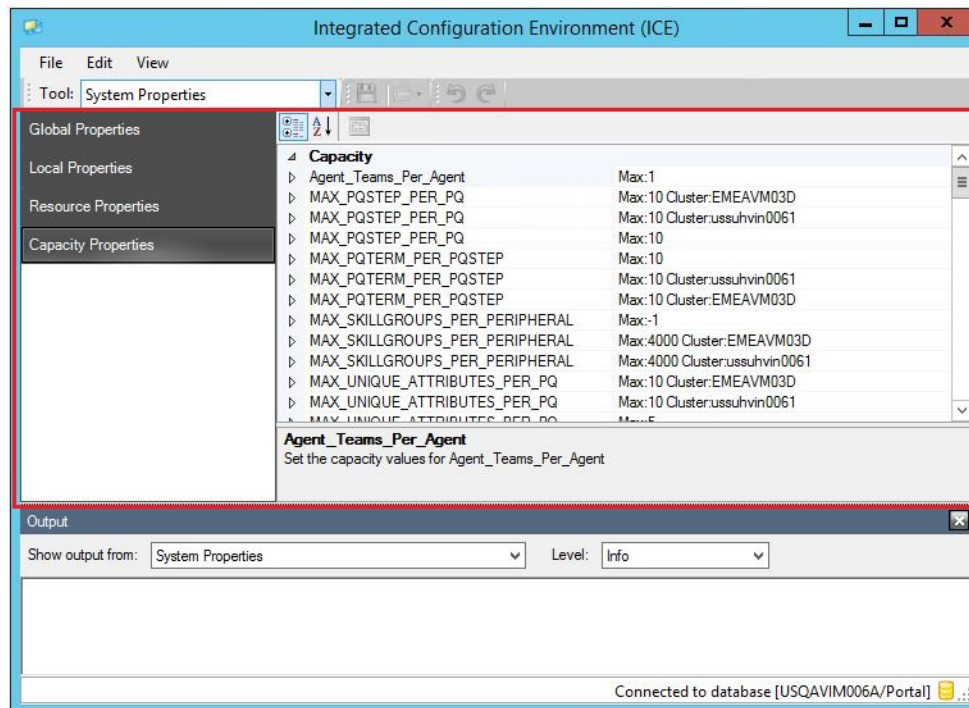 Integrated Configuration Environment (ICE)
File Edit View
Tool: System Properties
Global Properties
Local Properties
Resource Properties
Capacity Properties
Capacity
Agent_Teams_Per_Agent Max:1
MAX_PQSTEP_PER_PQ Max:10 Cluster:EMEAVM03D
MAX_PQSTEP_PER_PQ Max:10 Cluster:ussuhvin0061
MAX_PQSTEP_PER_PQ Max:10
MAX_PQTERM_PER_PQSTEP Max:10
MAX_PQTERM_PER_PQSTEP Max:10 Cluster:ussuhvin0061
MAX_PQTERM_PER_PQSTEP Max:10 Cluster:EMEAVM03D
MAX_SKILLGROUPS_PER_PERIPHERAL Max:-1
MAX_SKILLGROUPS_PER_PERIPHERAL Max:4000 Cluster:EMEAVM03D
MAX_SKILLGROUPS_PER_PERIPHERAL Max:4000 Cluster:ussuhvin0061
MAX_UNIQUE_ATTRIBUTES_PER_PQ Max:10 Cluster:EMEAVM03D
MAX_UNIQUE_ATTRIBUTES_PER_PQ Max:10 Cluster:ussuhvin0061
MAX_UNIQUE_ATTRIBUTES_PER_PQ Max:5
Agent_Teams_Per_Agent
Set the capacity values for Agent_Teams_Per_Agent
Output
Show output from: System Properties Level: Info
Connected to database [USQAVIM006A/Portal]